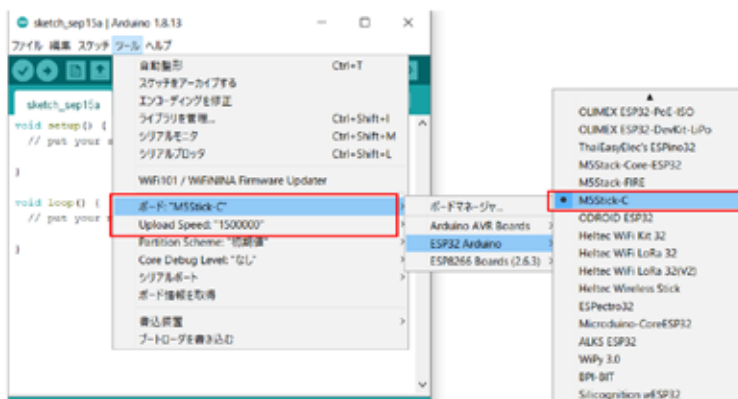 sketch_sep15a | Arduino 1.8.13
ファイル 編集 スケッチ ツール ヘルプ
sketch_sep15a
void setup() {
// put your
}
void loop() {
// put your
}
自動整形 Ctrl+T
スケッチをアーカイブする
エンコーディングを修正
ライブラリを管理... Ctrl+Shift+I
シリアルモニタ Ctrl+Shift+M
シリアルプロッタ Ctrl+Shift+L
WiFi101 / WiFiNINA Firmware Updater
ボード: "M5Stick-C"
Upload Speed: "1500000"
Partition Scheme: "初期値"
Core Debug Level: "なし"
シリアルポート
ボード情報を取得
書込装置
ブートローダを書き込む
ボードマネージャ...
Arduino AVR Boards
ESP32 Arduino
ESP8266 Boards (2.6.3)
OLIMEX ESP32-PoE-ISO
OLIMEX ESP32-DevKit-LiPo
ThaiEasyElec's ESPino32
M5Stack-Core-ESP32
M5Stack-FIRE
M5Stick-C
ODROID ESP32
Heltec WiFi Kit 32
Heltec WiFi LoRa 32
Heltec WiFi LoRa 32(V2)
Heltec Wireless Stick
ESPectro32
Microduino-CoreESP32
ALKS ESP32
WiPy 3.0
BPI-BIT
Silicognition wESP32